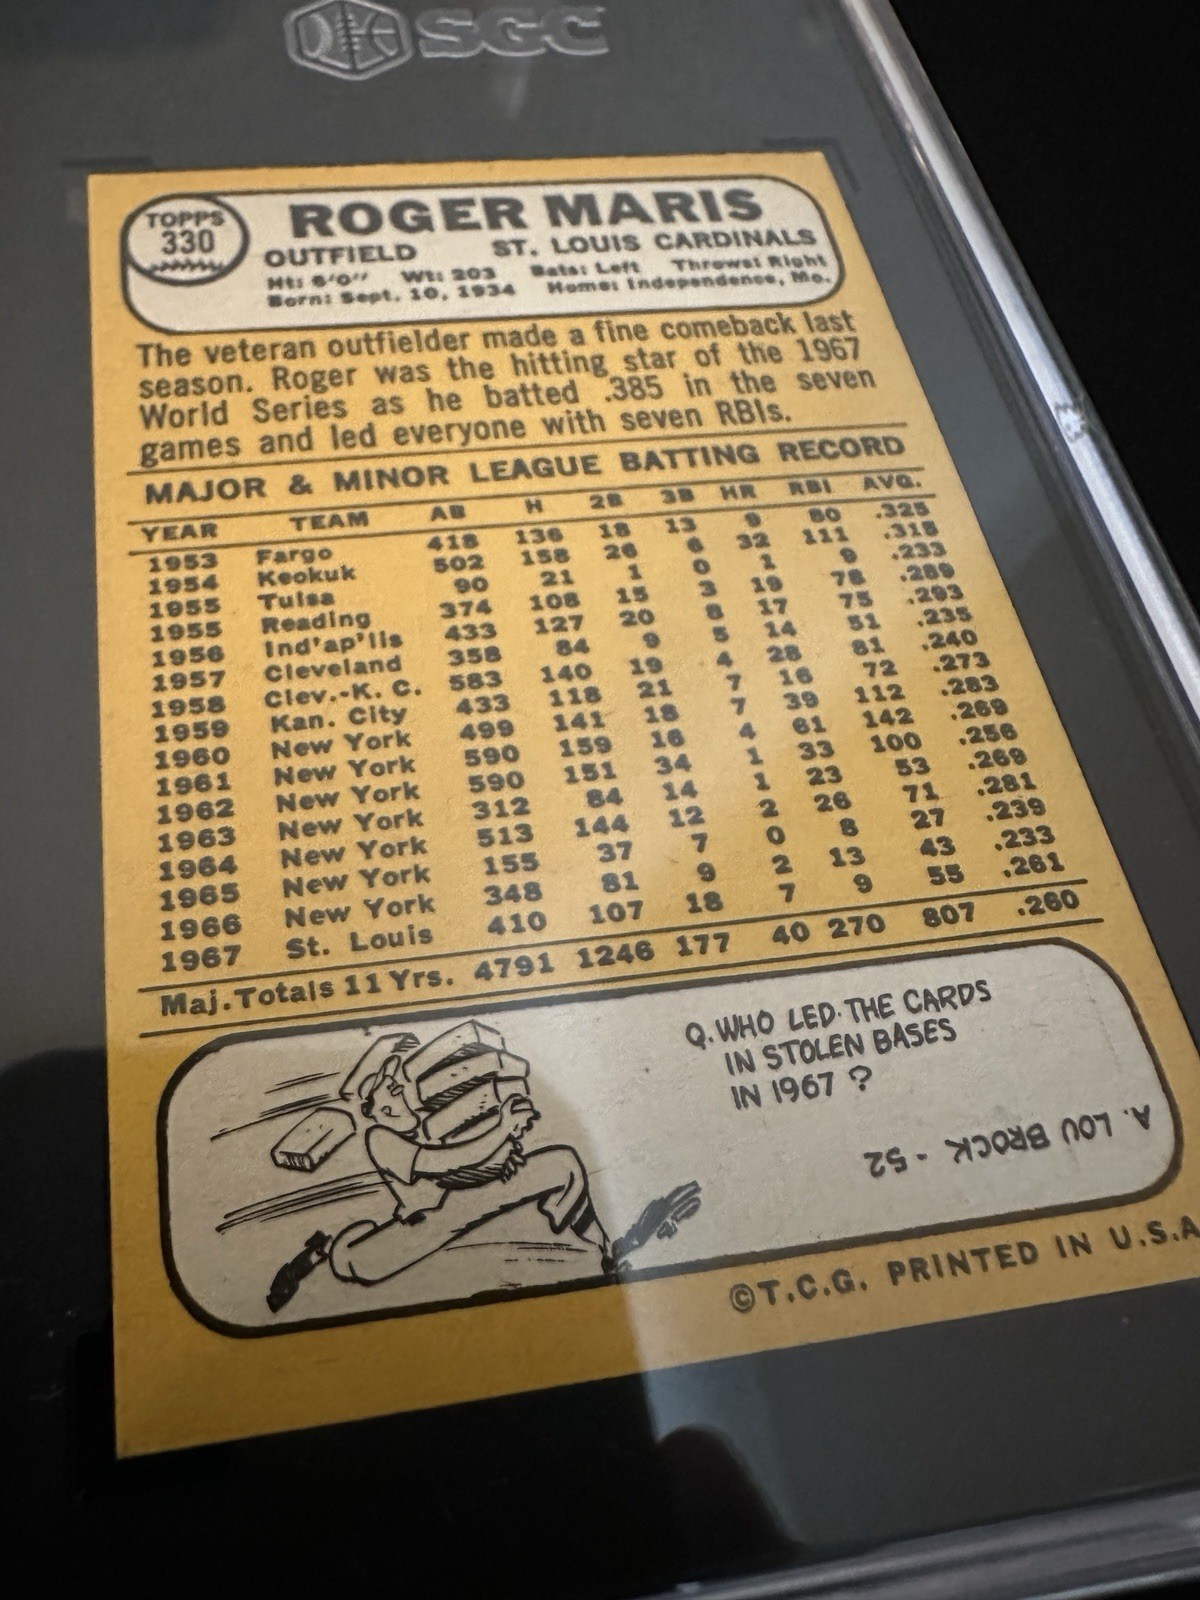 SGC
TOPPS
330
ROGER MARIS
OUTFIELD ST. LOUIS CARDINALS
Ht: 6'0" Wt: 203 Bats: Left Throws: Right
Born: Sept. 10, 1934 Home: Independence, Mo.
The veteran outfielder made a fine comeback last
season. Roger was the hitting star of the 1967
World Series as he batted .385 in the seven
games and led everyone with seven RBIs.
MAJOR & MINOR LEAGUE BATTING RECORD
YEAR TEAM AB H 2B 3B HR RBI AVG.
1953 Fargo 418 136 18 13 9 80 .325
1954 Keokuk 502 158 26 6 32 111 .315
1955 Tulsa 90 21 1 0 1 9 .233
1955 Reading 374 108 15 3 19 78 .289
1956 Ind'ap'lis 433 127 20 8 17 75 .293
1957 Cleveland 358 84 9 5 14 51 .235
1958 Clev.-K. C. 583 140 19 4 28 81 .240
1959 Kan. City 433 118 21 7 16 72 .273
1960 New York 499 141 18 7 39 112 .283
1961 New York 590 159 16 4 61 142 .269
1962 New York 590 151 34 1 33 100 .256
1963 New York 312 84 14 1 23 53 .269
1964 New York 513 144 12 2 26 71 .281
1965 New York 155 37 7 0 8 27 .239
1966 New York 348 81 9 2 13 43 .233
1967 St. Louis 410 107 18 7 9 55 .261
Maj. Totals 11 Yrs. 4791 1246 177 40 270 807 .260
Q. WHO LED THE CARDS
IN STOLEN BASES
IN 1967 ?
A. LOU BROCK - 52
©T.C.G. PRINTED IN U.S.A